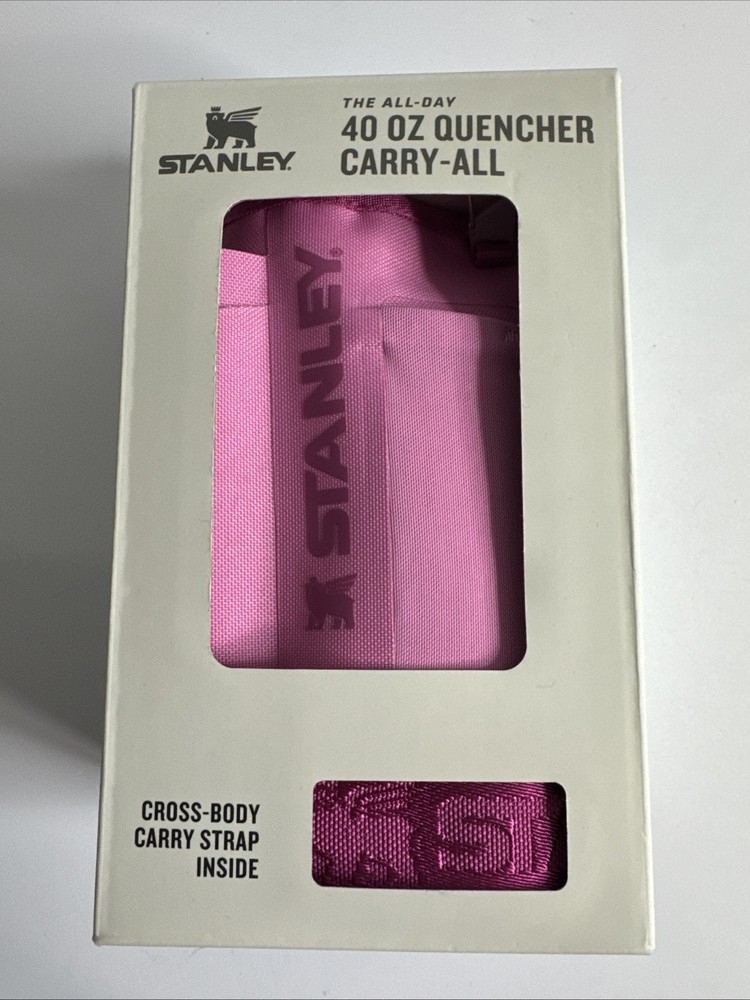 STANLEY.
THE ALL-DAY
40 OZ QUENCHER
CARRY-ALL
STANLEY®
CROSS-BODY
CARRY STRAP
INSIDE